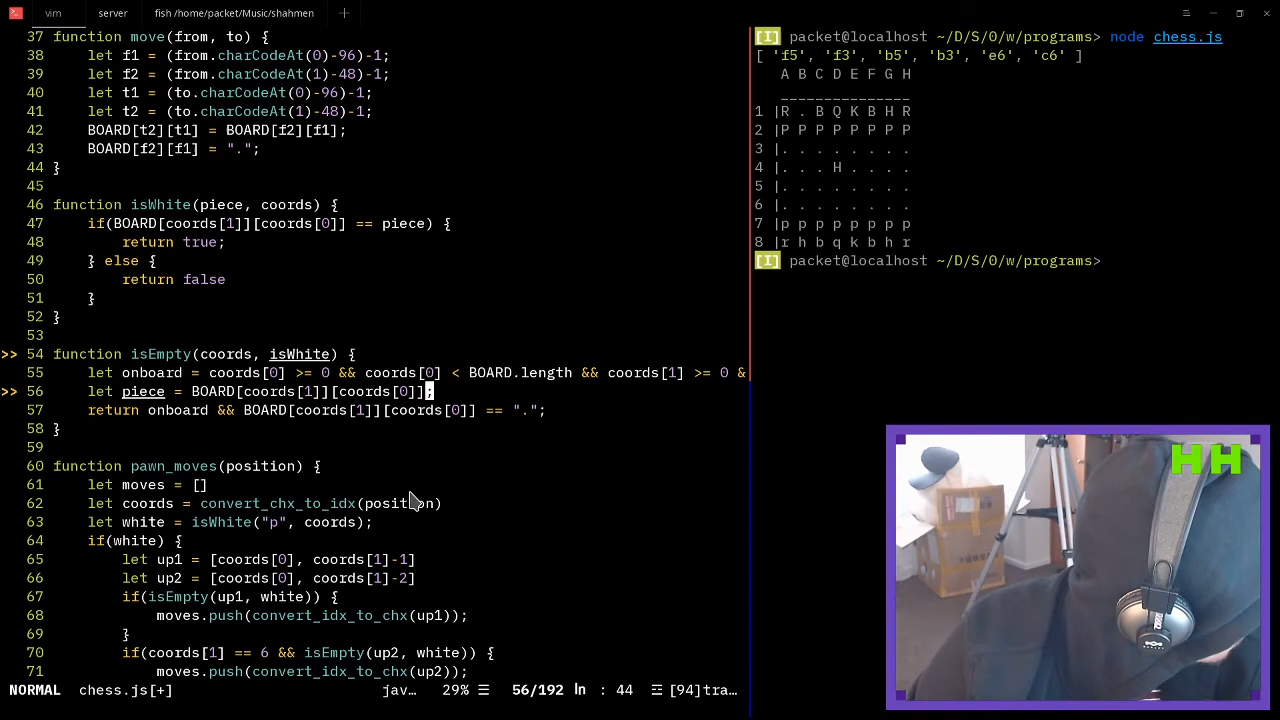 vim server fish /home/packet/Music/shahmen
37 function move(from, to) {
38 let f1 = (from.charCodeAt(0)-96)-1;
39 let f2 = (from.charCodeAt(1)-48)-1;
40 let t1 = (to.charCodeAt(0)-96)-1;
41 let t2 = (to.charCodeAt(1)-48)-1;
42 BOARD[t2][t1] = BOARD[f2][f1];
43 BOARD[f2][f1] = ".";
44 }
45
46 function isWhite(piece, coords) {
47 if(BOARD[coords[1]][coords[0]] == piece) {
48 return true;
49 } else {
50 return false
51 }
52 }
53
>> 54 function isEmpty(coords, isWhite) {
55 let onboard = coords[0] >= 0 && coords[0] < BOARD.length && coords[1] >= 0 &
>> 56 let piece = BOARD[coords[1]][coords[0]];
57 return onboard && BOARD[coords[1]][coords[0]] == ".";
58 }
59
60 function pawn_moves(position) {
61 let moves = []
62 let coords = convert_chx_to_idx(position)
63 let white = isWhite("p", coords);
64 if(white) {
65 let up1 = [coords[0], coords[1]-1]
66 let up2 = [coords[0], coords[1]-2]
67 if(isEmpty(up1, white)) {
68 moves.push(convert_idx_to_chx(up1));
69 }
70 if(coords[1] == 6 && isEmpty(up2, white)) {
71 moves.push(convert_idx_to_chx(up2));
NORMAL chess.js[+] jav… 29% ☰ 56/192 ln : 44 ☲ [94]tra…
[I] packet@localhost ~/D/S/0/w/programs> node chess.js
[ 'f5', 'f3', 'b5', 'b3', 'e6', 'c6' ]
A B C D E F G H
_______________
1 |R . B Q K B H R
2 |P P P P P P P P
3 |. . . . . . . .
4 |. . . H . . . .
5 |. . . . . . . .
6 |. . . . . . . .
7 |p p p p p p p p
8 |r h b q k b h r
[I] packet@localhost ~/D/S/0/w/programs>
HH